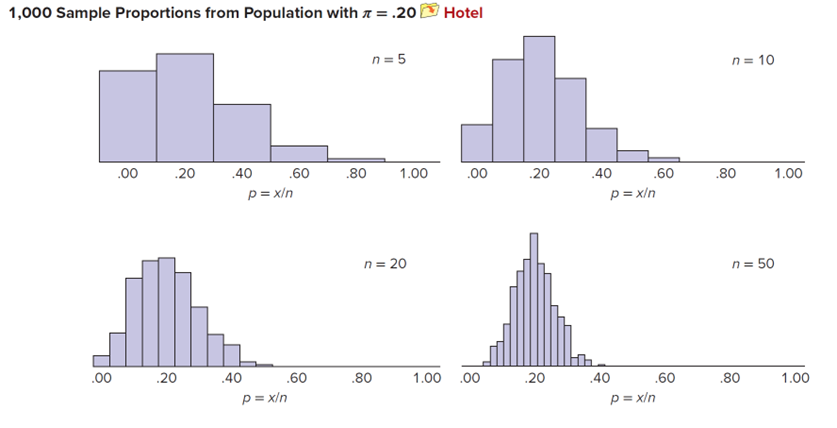 1,000 Sample Proportions from Population with π = .20 Hotel
n = 5
.00 .20 .40 .60 .80 1.00
p = x/n
n = 10
.00 .20 .40 .60 .80 1.00
p = x/n
n = 20
.00 .20 .40 .60 .80 1.00
p = x/n
n = 50
.00 .20 .40 .60 .80 1.00
p = x/n